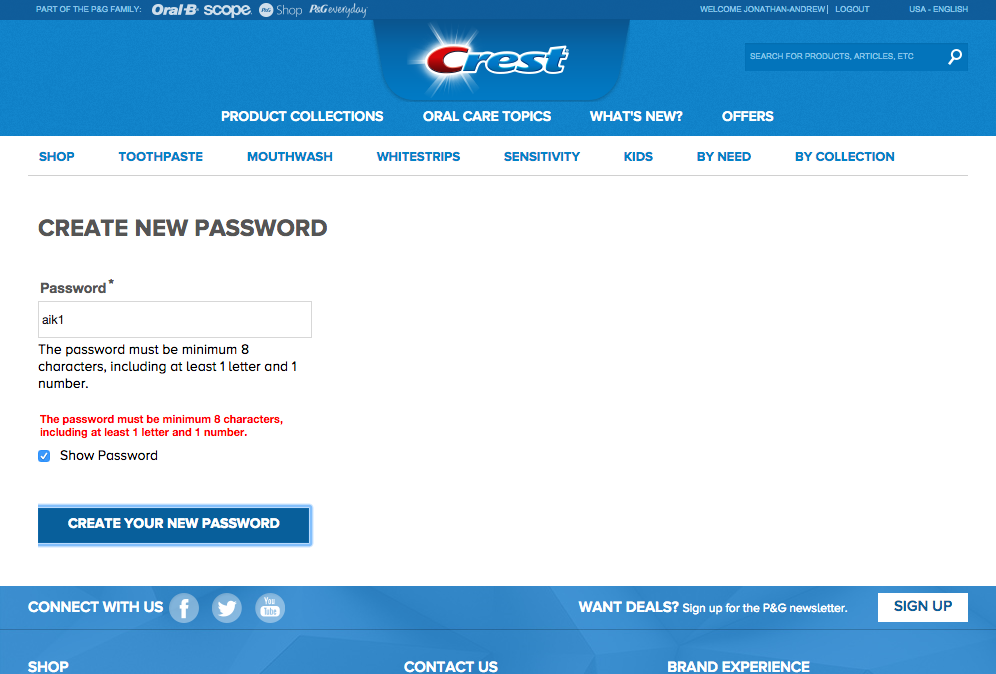 PART OF THE P&G FAMILY: Oral-B scope P&G Shop P&G everyday WELCOME JONATHAN-ANDREW | LOGOUT USA - ENGLISH
Crest
SEARCH FOR PRODUCTS, ARTICLES, ETC
PRODUCT COLLECTIONS ORAL CARE TOPICS WHAT'S NEW? OFFERS
SHOP TOOTHPASTE MOUTHWASH WHITESTRIPS SENSITIVITY KIDS BY NEED BY COLLECTION
CREATE NEW PASSWORD
Password*
aik1
The password must be minimum 8
characters, including at least 1 letter and 1
number.
The password must be minimum 8 characters,
including at least 1 letter and 1 number.
Show Password
CREATE YOUR NEW PASSWORD
CONNECT WITH US f You Tube WANT DEALS? Sign up for the P&G newsletter. SIGN UP
SHOP CONTACT US BRAND EXPERIENCE